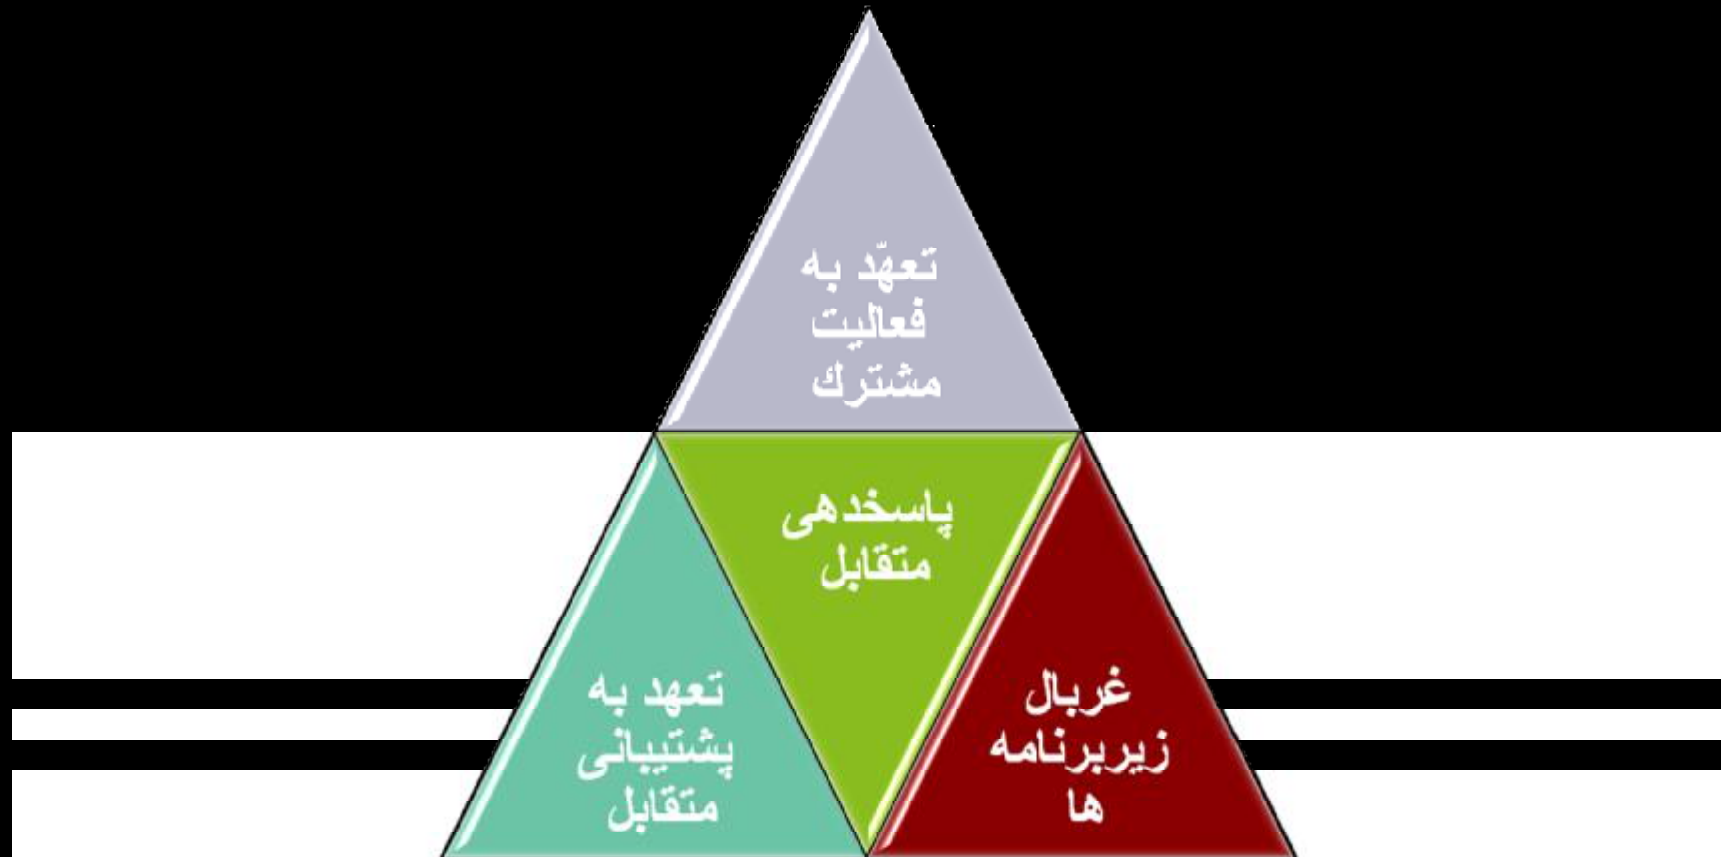 تعهّد به
فعالیت
مشترك
پاسخدهی
متقابل
غربال
زیربرنامه
ها
تعهد به
پشتیبانی
متقابل